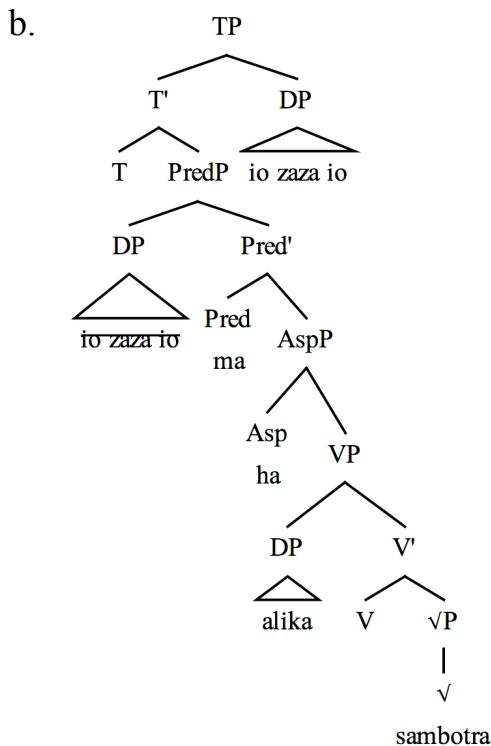 b.
TP
T' DP
T PredP io zaza io
DP Pred'
io zaza io Pred
ma AspP
Asp
ha VP
DP V'
alika V √P
√
sambotra